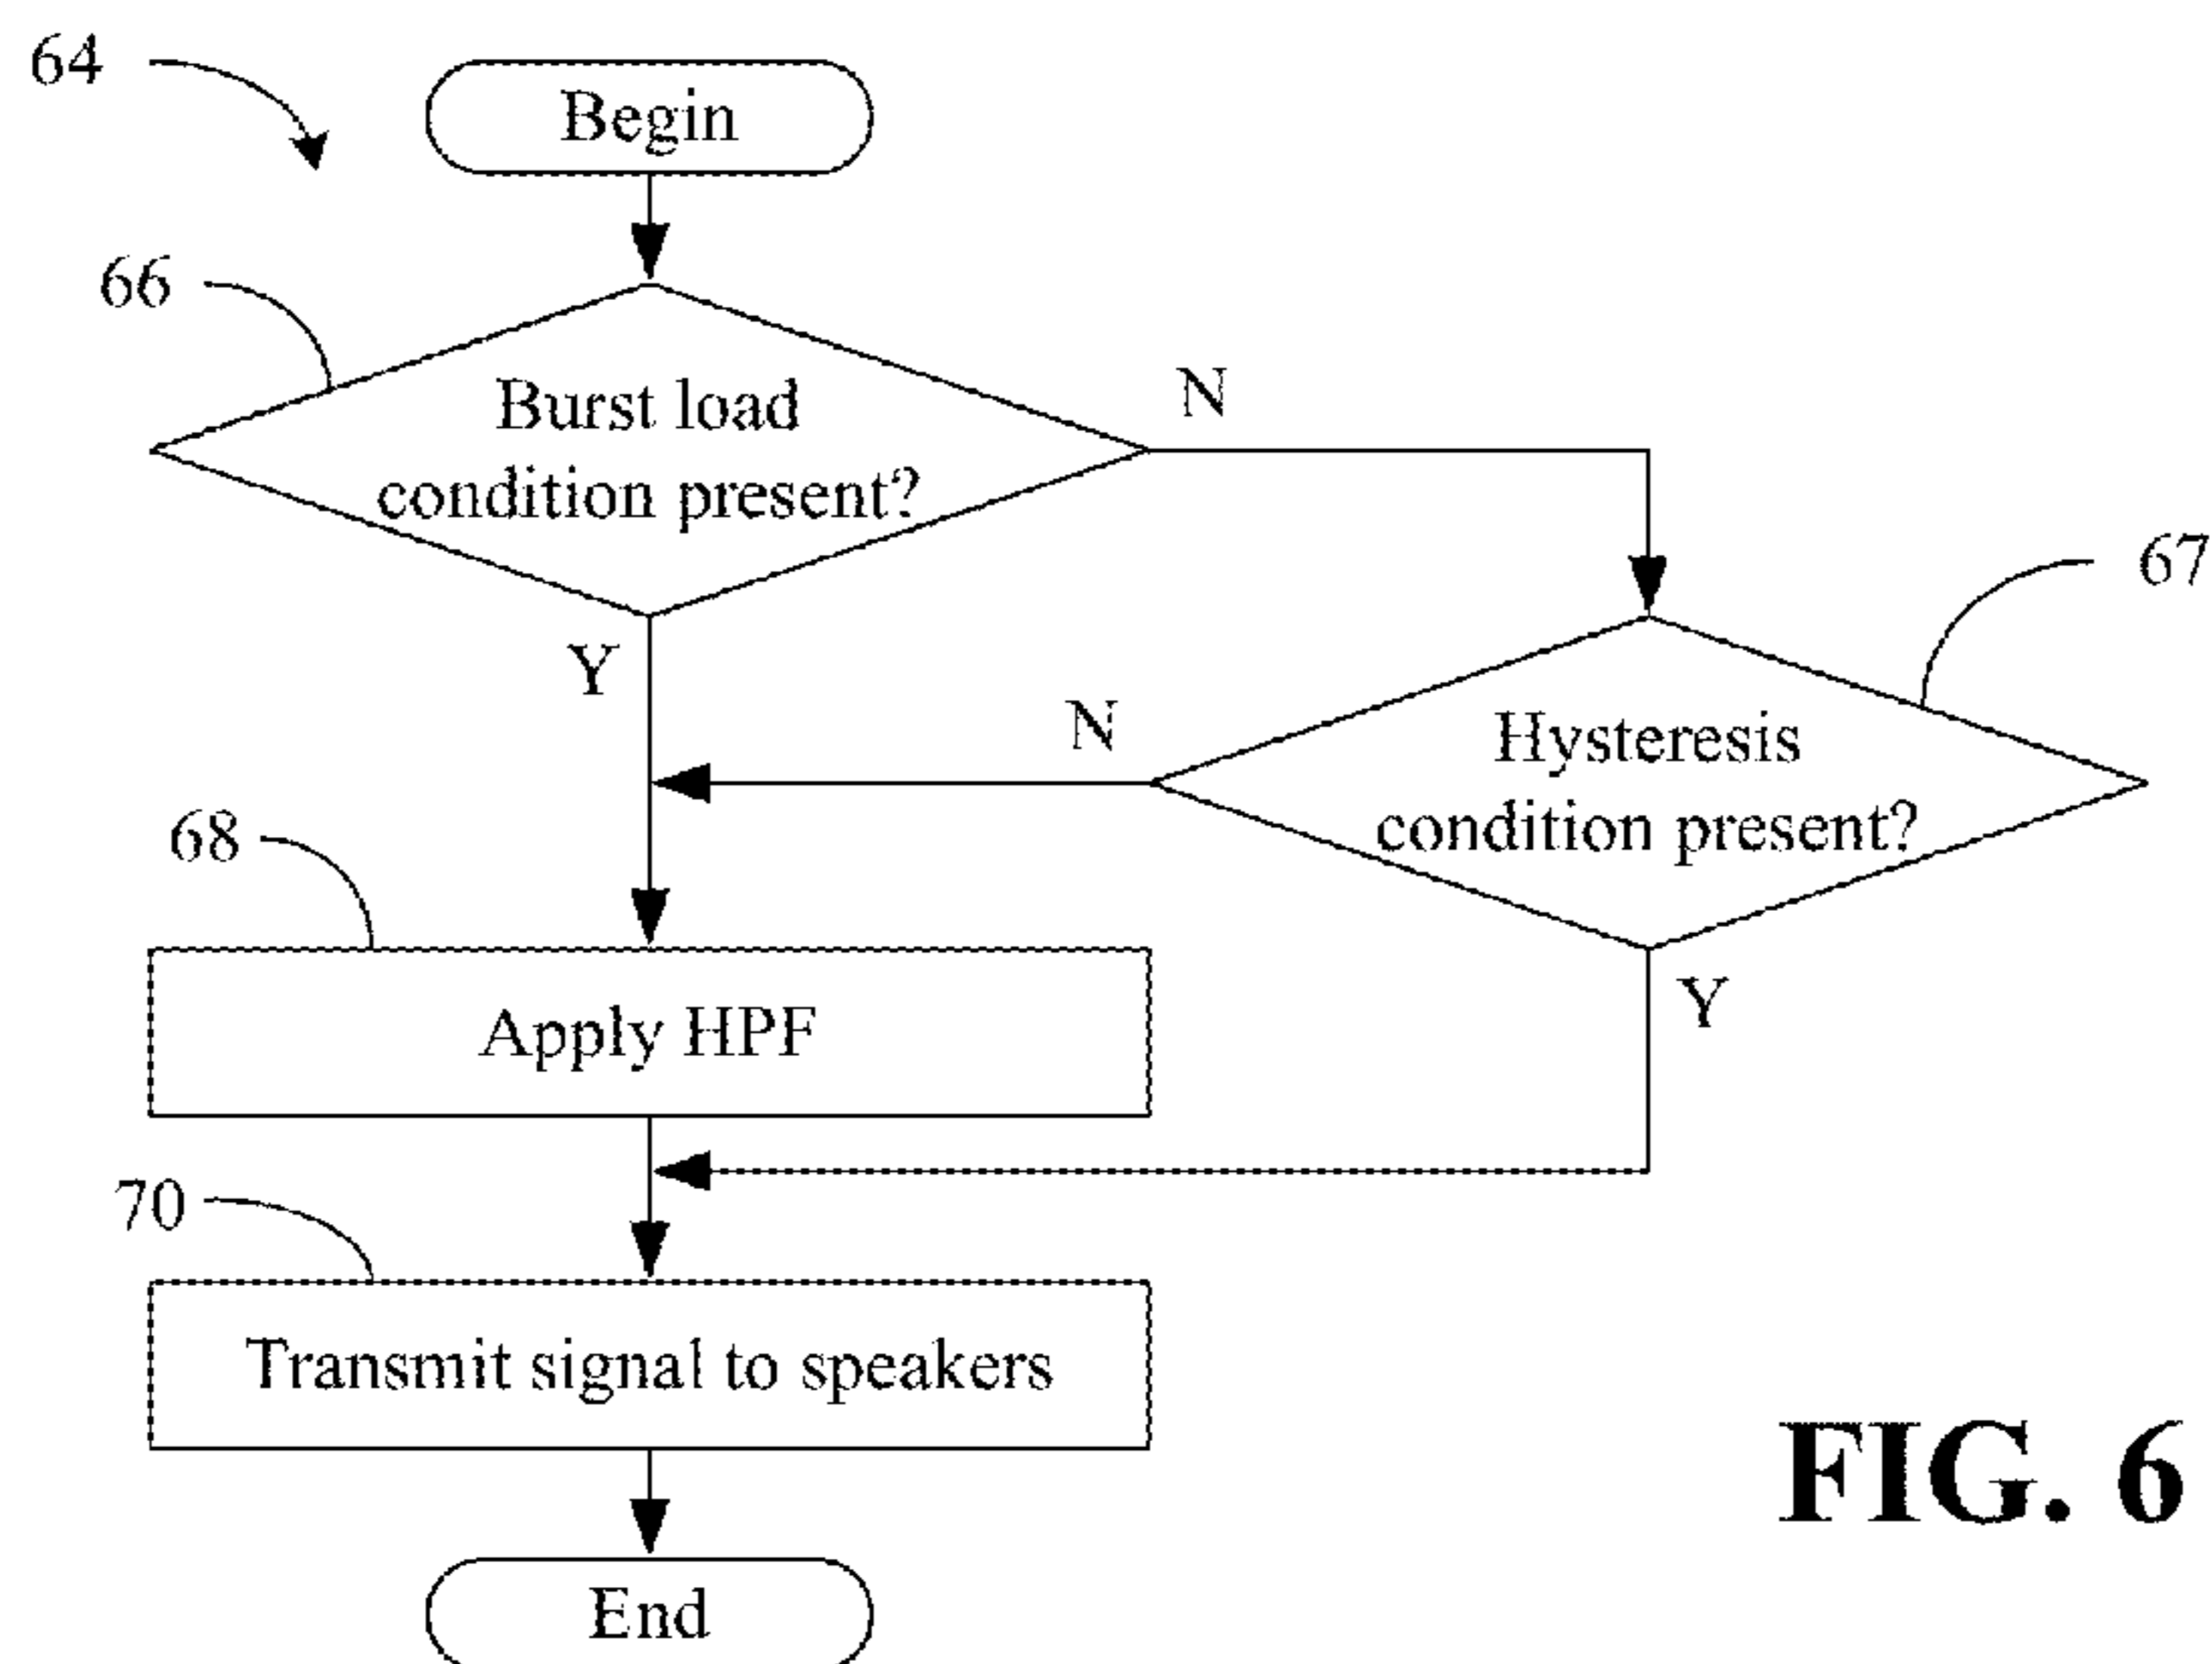 64
Begin
66
Burst load
condition present?
N
67
Y
N
Hysteresis
condition present?
68
Y
Apply HPF
70
Transmit signal to speakers
FIG. 6
End